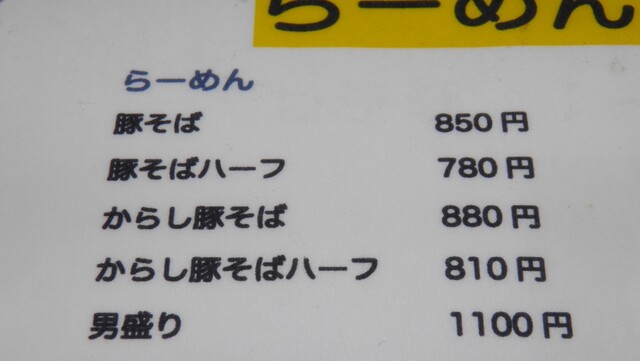 らーめん
らーめん
豚そば 850円
豚そばハーフ 780円
からし豚そば 880円
からし豚そばハーフ 810円
男盛り 1100円